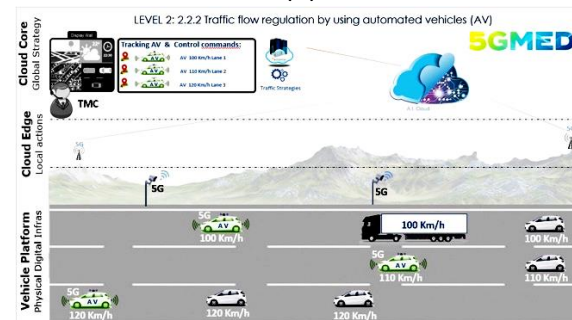 LEVEL 2: 2.2.2 Traffic flow regulation by using automated vehicles (AV)
5GMED
Cloud Core
Global Strategy
Tracking AV & Control commands:
AV 100 Km/h Lane 1
AV 110 Km/h Lane 2
AV 120 Km/h Lane 3
Traffic Strategies
TMC
Cloud Edge
Local actions
5G
5G
5G
5G
Vehicle Platform
Physical Digital Infras
5G
AV
100 Km/h
100 Km/h
100 Km/h
5G
AV
110 Km/h
110 Km/h
5G
AV
120 Km/h
120 Km/h
120 Km/h